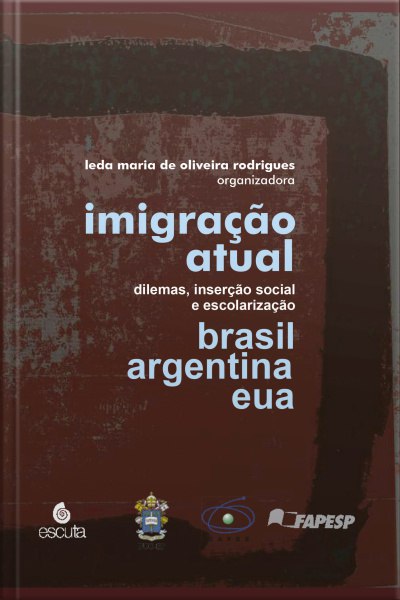 leda maria de oliveira rodrigues
organizadora
imigração
atual
dilemas, inserção social
e escolarização
brasil
argentina
eua
escuta
FAPESP